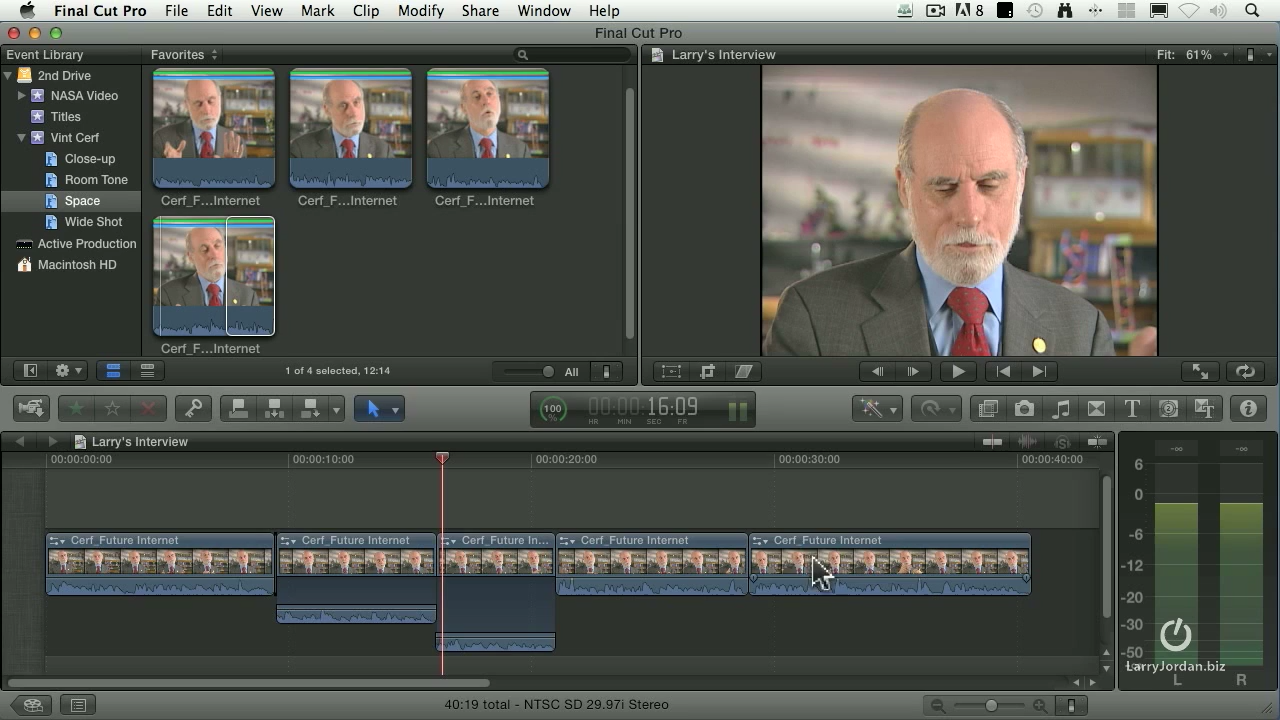 Final Cut Pro File Edit View Mark Clip Modify Share Window Help 8
Final Cut Pro
Event Library
Favorites
Larry's Interview
Fit: 61%
2nd Drive
NASA Video
Titles
Vint Cerf
Close-up
Room Tone
Space
Wide Shot
Active Production
Macintosh HD
Cerf_F...Internet
Cerf_F...Internet
Cerf_F...Internet
Cerf_F...Internet
1 of 4 selected, 12:14
All
100
%
00:00:16:09
HR MIN SEC FR
Larry's Interview
00:00:00:00
00:00:10:00
00:00:20:00
00:00:30:00
00:00:40:00
Cerf_Future Internet
Cerf_Future Internet
Cerf_Future In...
Cerf_Future Internet
Cerf_Future Internet
-∞ -∞
6
0
-6
-12
-20
-30
-50
L R
LarryJordan.biz
40:19 total - NTSC SD 29.97i Stereo